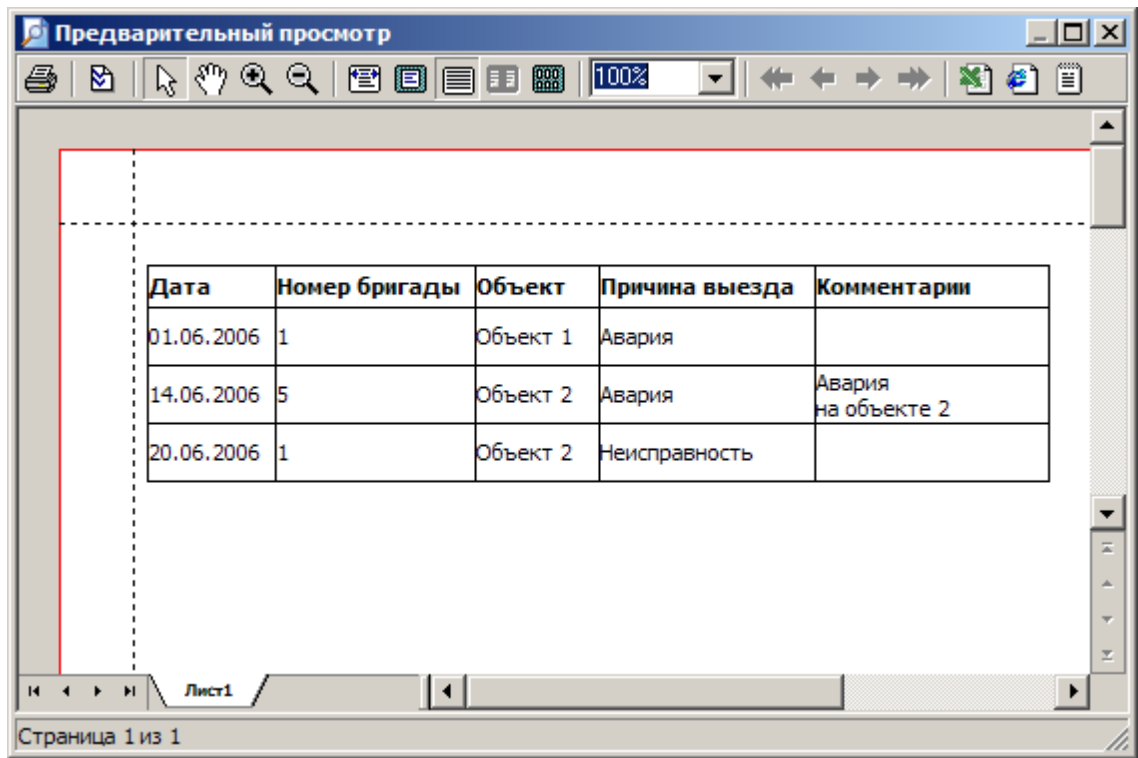 Предварительный просмотр
100%
Дата Номер бригады Объект Причина выезда Комментарии
01.06.2006 1 Объект 1 Авария
14.06.2006 5 Объект 2 Авария Авария
на объекте 2
20.06.2006 1 Объект 2 Неисправность
Лист1
Страница 1 из 1